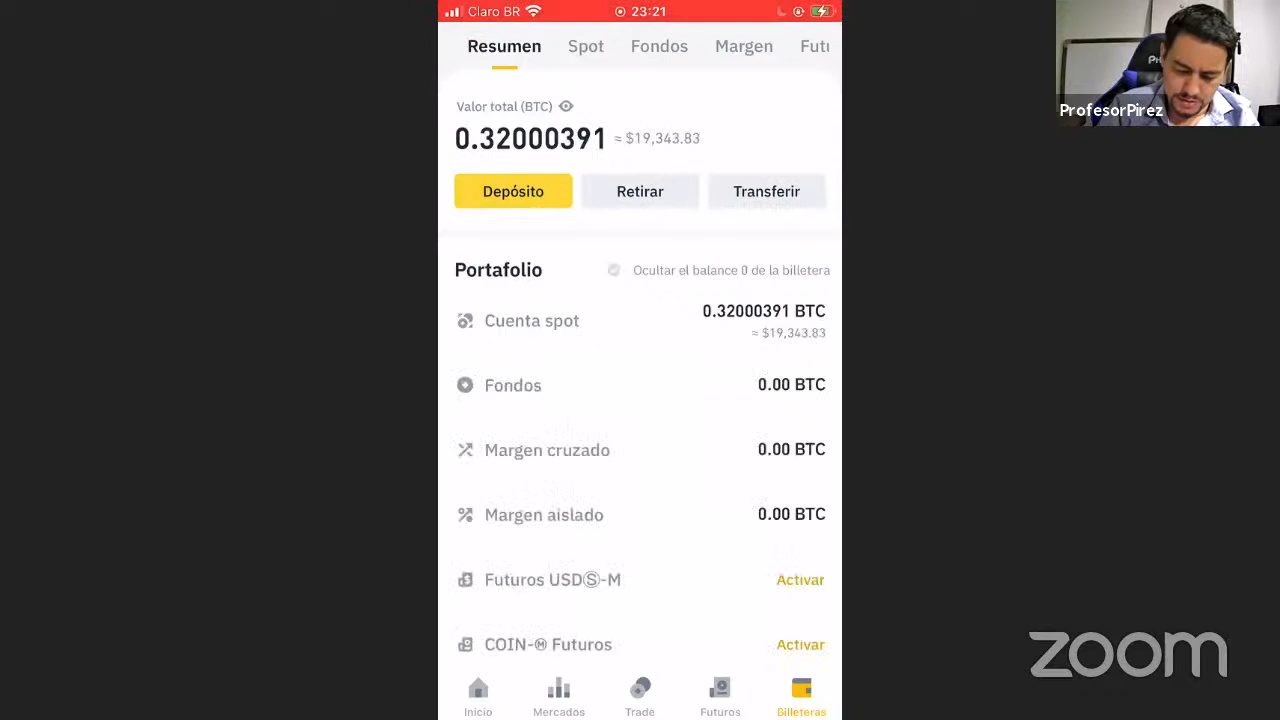 Claro BR
23:21
Resumen Spot Fondos Margen Futu
Valor total (BTC)
0.32000391 ≈ $19,343.83
Depósito Retirar Transferir
Portafolio
Ocultar el balance 0 de la billetera
Cuenta spot
0.32000391 BTC
≈ $19,343.83
Fondos 0.00 BTC
Margen cruzado 0.00 BTC
Margen aislado 0.00 BTC
Futuros USDⓈ-M Activar
COIN-Ⓜ Futuros Activar
Inicio Mercados Trade Futuros Billeteras
ProfesorPirez
zoom